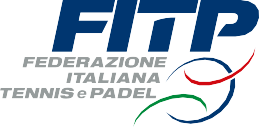 FITP
FEDERAZIONE
ITALIANA
TENNIS e PADEL